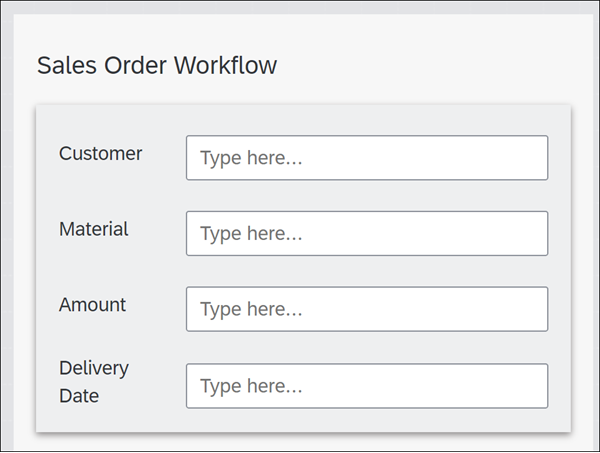 Sales Order Workflow
Customer
Type here...
Material
Type here...
Amount
Type here...
Delivery
Date
Type here...